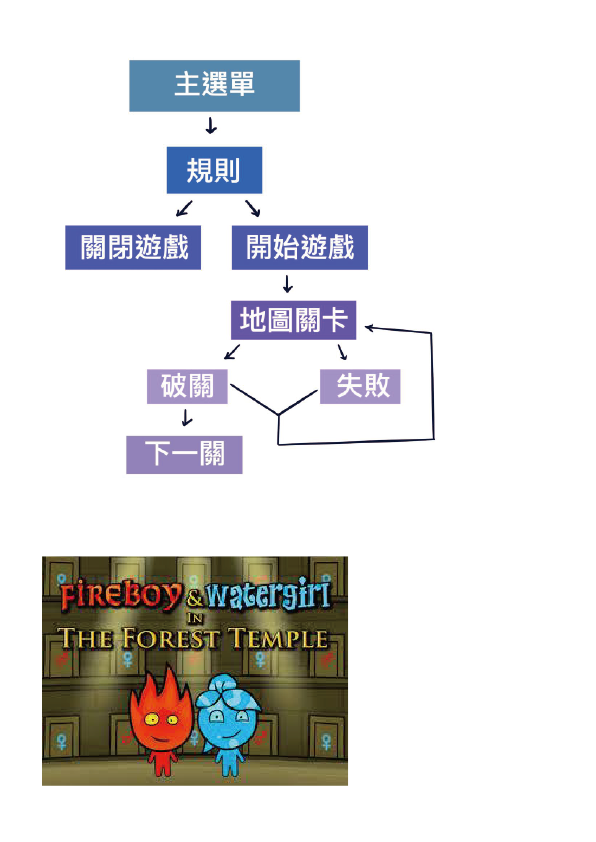 主選單
規則
關閉遊戲 開始遊戲
地圖關卡
破關 失敗
下一關
FIREBOY & WATERGIRL
IN
THE FOREST TEMPLE